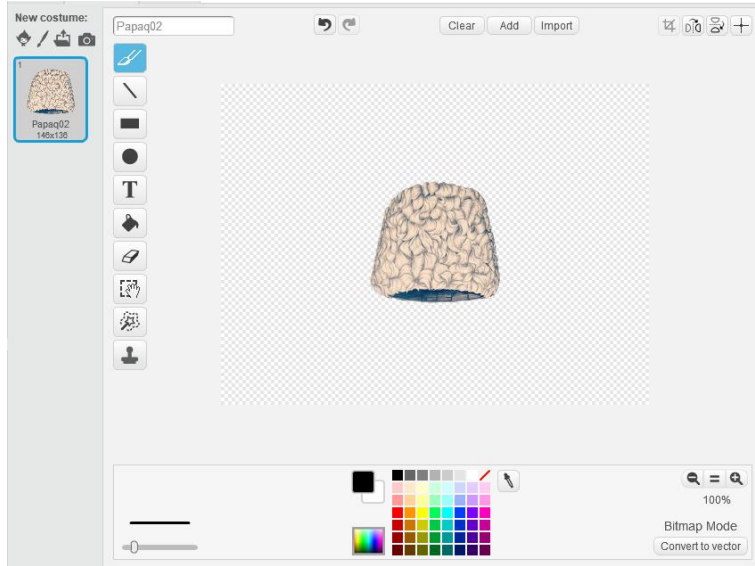 New costume:
Papaq02
Clear
Add
Import
1
Papaq02
146x136
T
100%
Bitmap Mode
Convert to vector